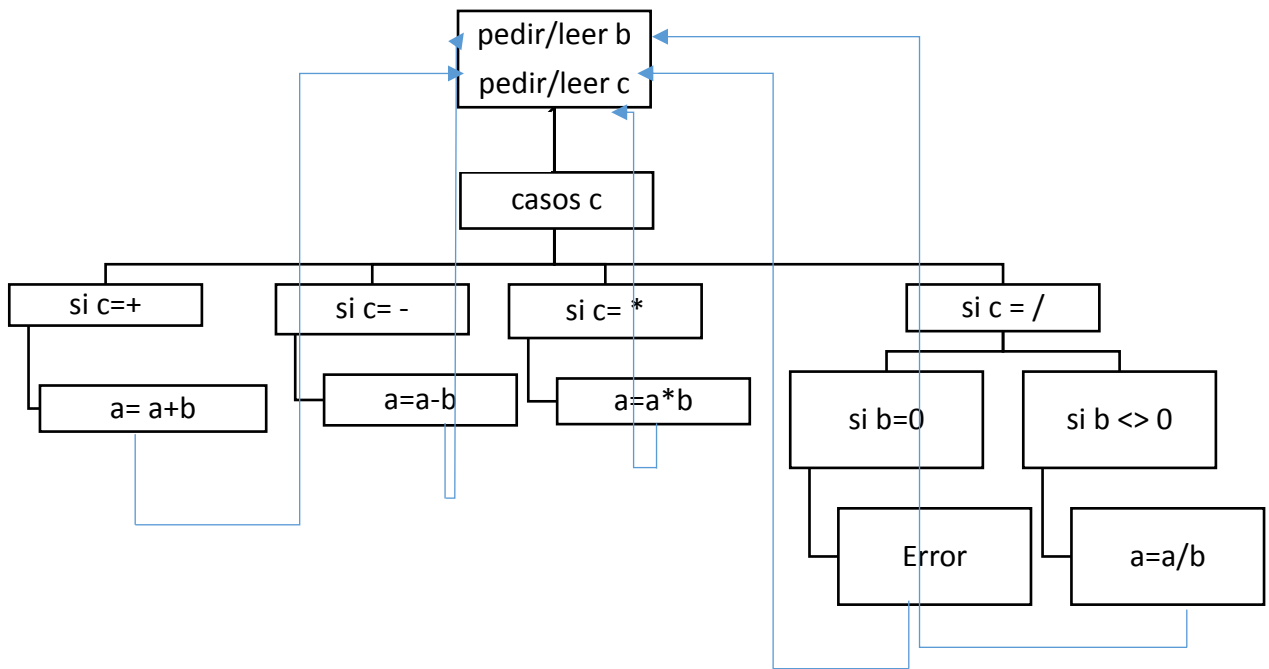 pedir/leer b
pedir/leer c
casos c
si c=+
si c= -
si c= *
si c = /
a= a+b
a=a-b
a=a*b
si b=0
si b <> 0
Error
a=a/b